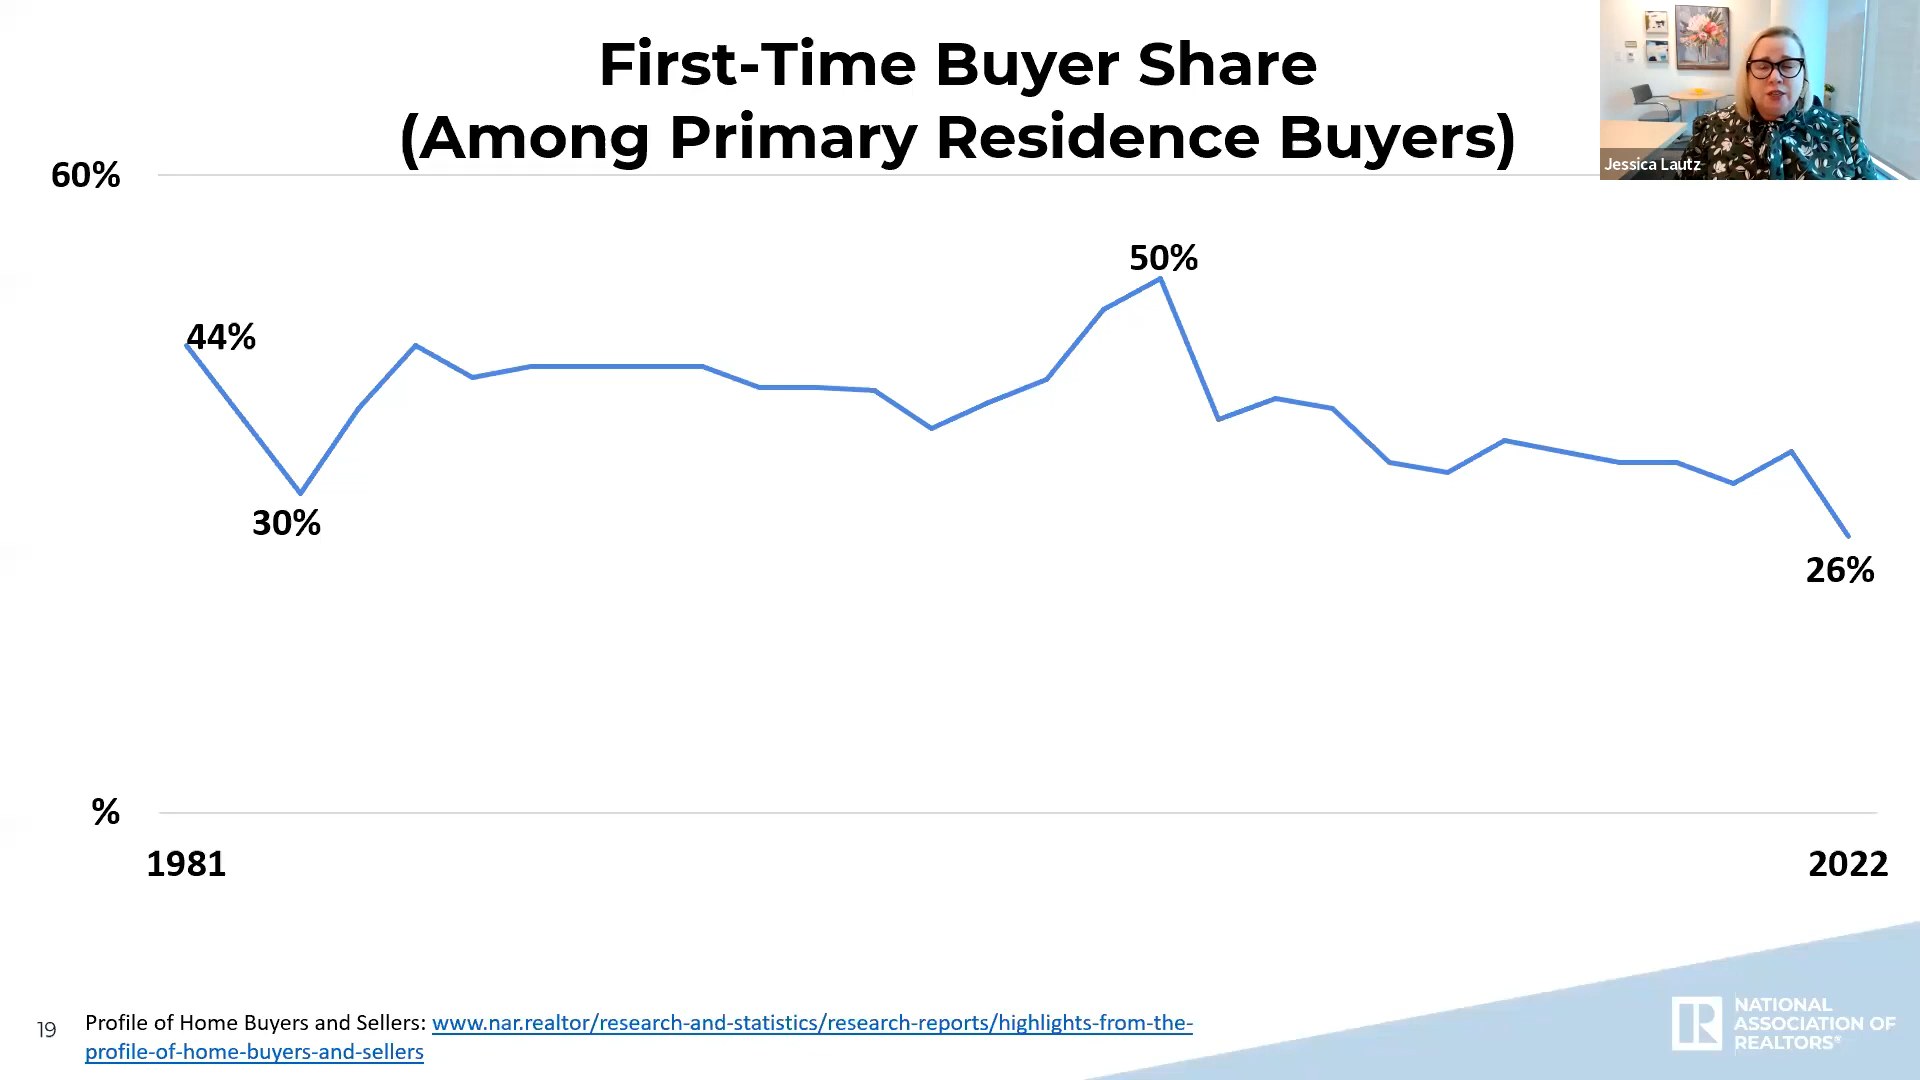 First-Time Buyer Share
(Among Primary Residence Buyers)
Jessica Lautz
60%
50%
44%
30%
26%
%
1981
2022
19
Profile of Home Buyers and Sellers: www.nar.realtor/research-and-statistics/research-reports/highlights-from-the-
profile-of-home-buyers-and-sellers
NATIONAL
ASSOCIATION OF
REALTORS®